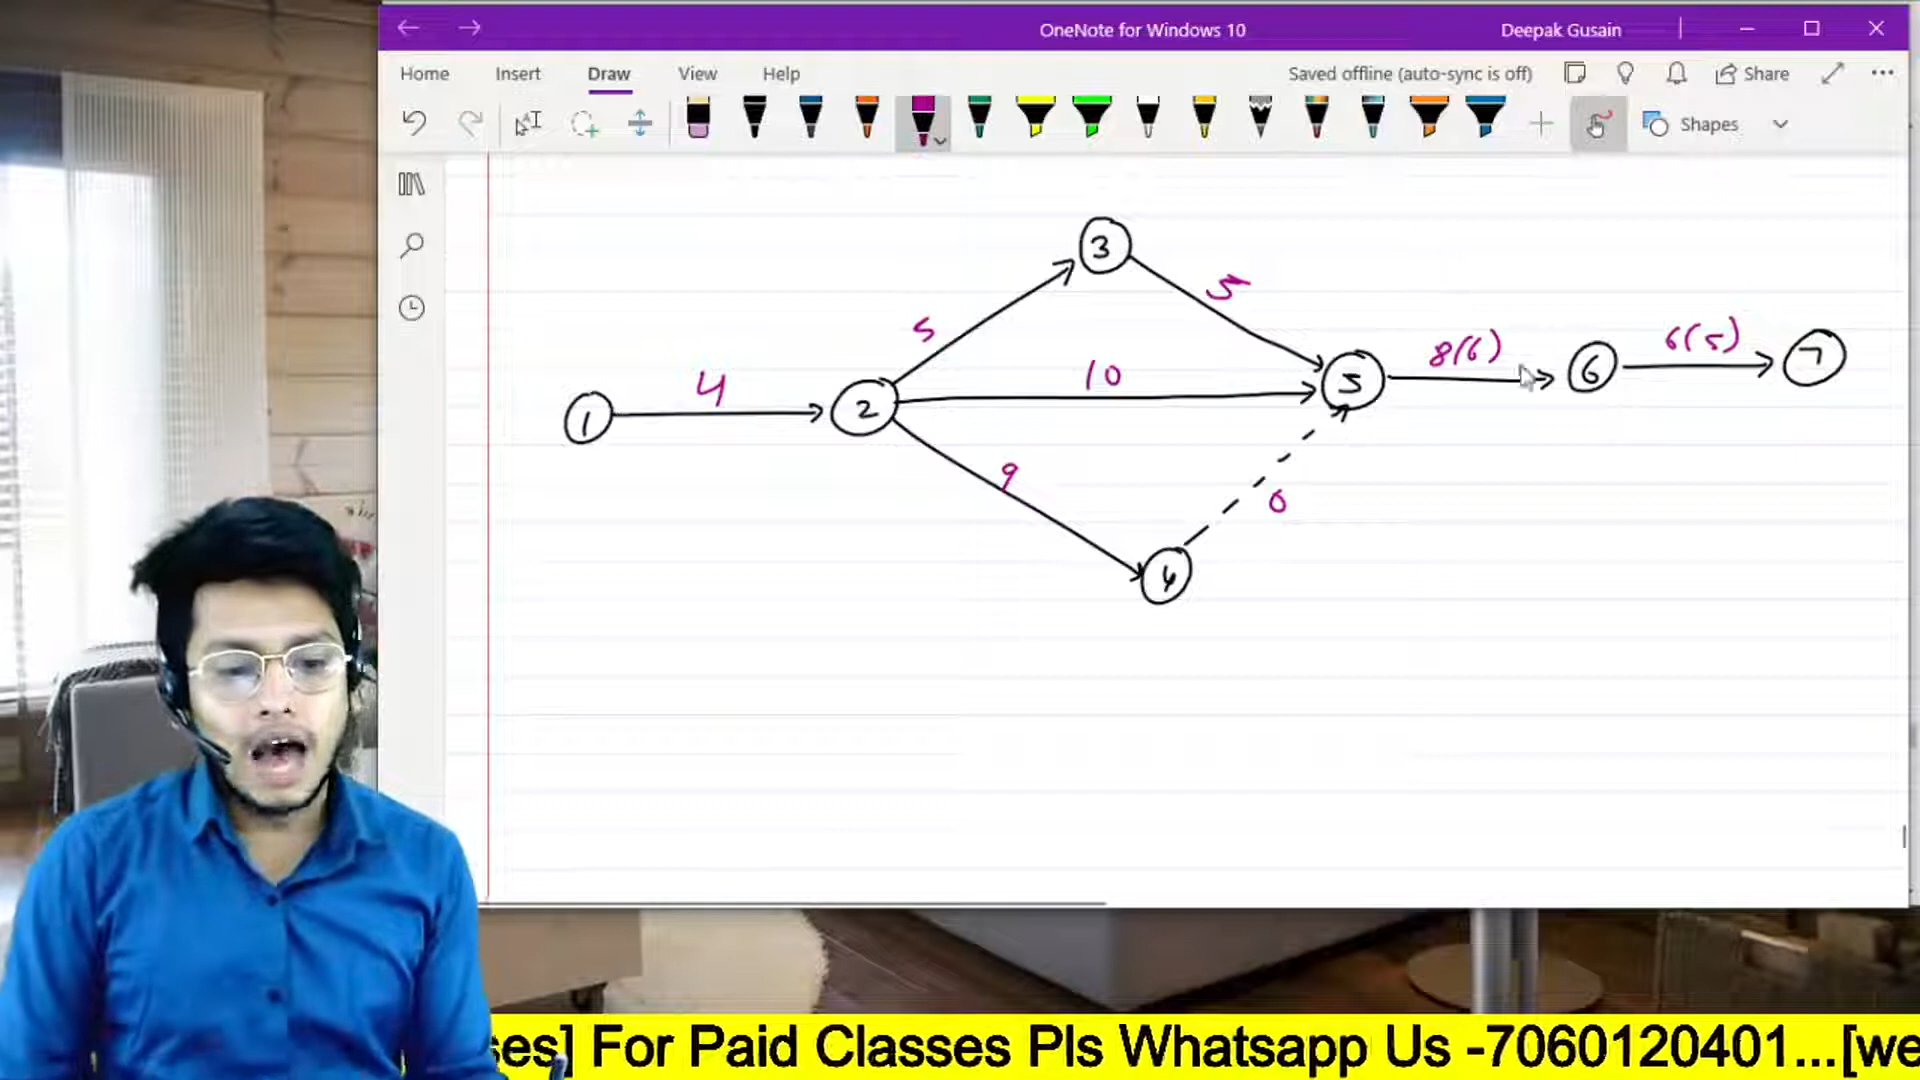 OneNote for Windows 10
Deepak Gusain
Home Insert Draw View Help
Saved offline (auto-sync is off)
Share
Shapes
3
5
5
8(6)
6(5)
4
10
1
2
5
6
7
9
0
4
ses] For Paid Classes Pls Whatsapp Us -7060120401...[we